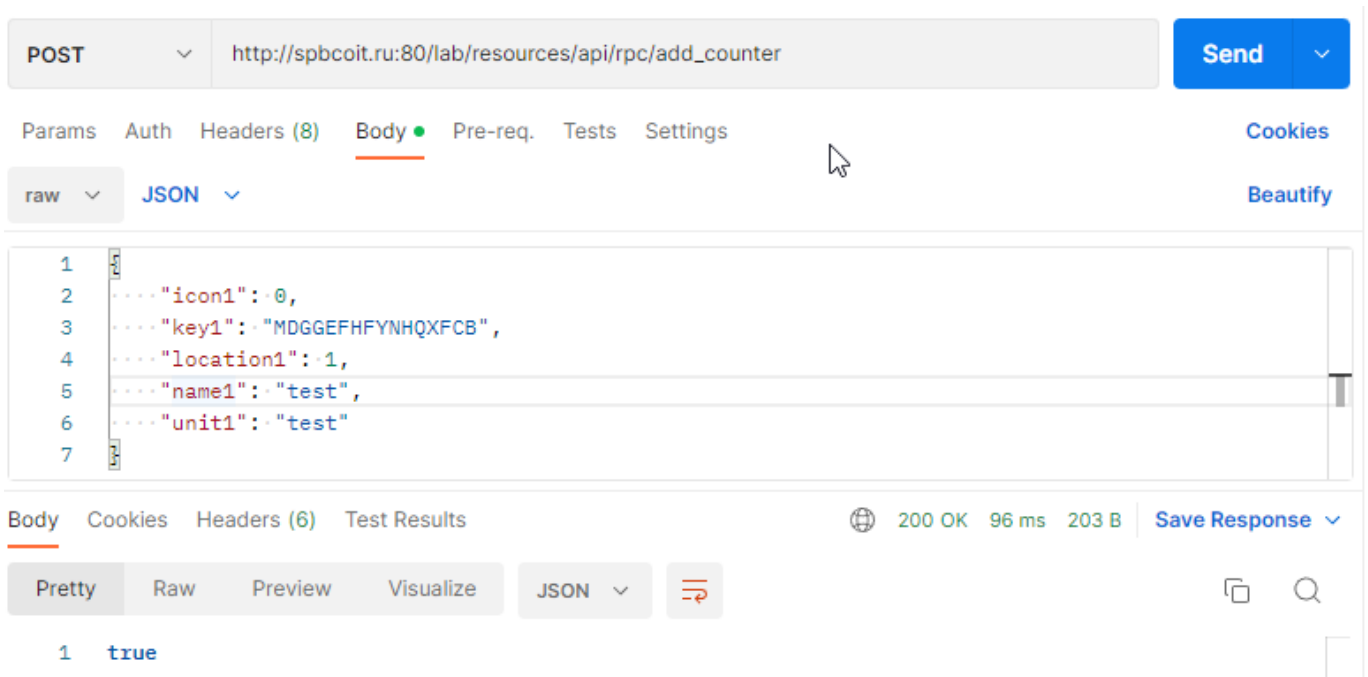 POST http://spbcoit.ru:80/lab/resources/api/rpc/add_counter Send
Params Auth Headers (8) Body Pre-req. Tests Settings Cookies
raw JSON Beautify
1 {
2 "icon1": 0,
3 "key1": "MDGGEFHFYNHQXFCB",
4 "location1": 1,
5 "name1": "test",
6 "unit1": "test"
7 }
Body Cookies Headers (6) Test Results 200 OK 96 ms 203 B Save Response
Pretty Raw Preview Visualize JSON
1 true